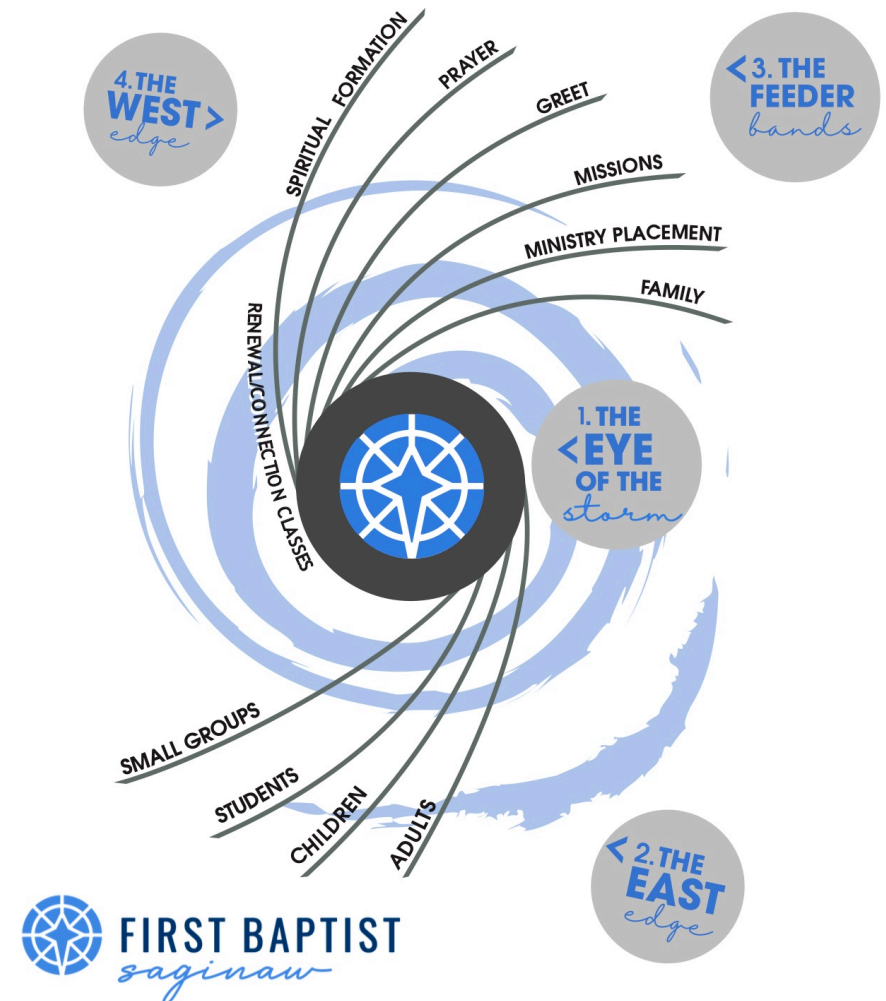 4. THE
WEST >
edge
< 3. THE
FEEDER
bands
SPIRITUAL FORMATION
PRAYER
GREET
MISSIONS
MINISTRY PLACEMENT
FAMILY
RENEWAL/CONNECTION CLASSES
1. THE
<EYE
OF THE
storm
SMALL GROUPS
STUDENTS
CHILDREN
ADULTS
< 2. THE
EAST
edge
FIRST BAPTIST
saginaw